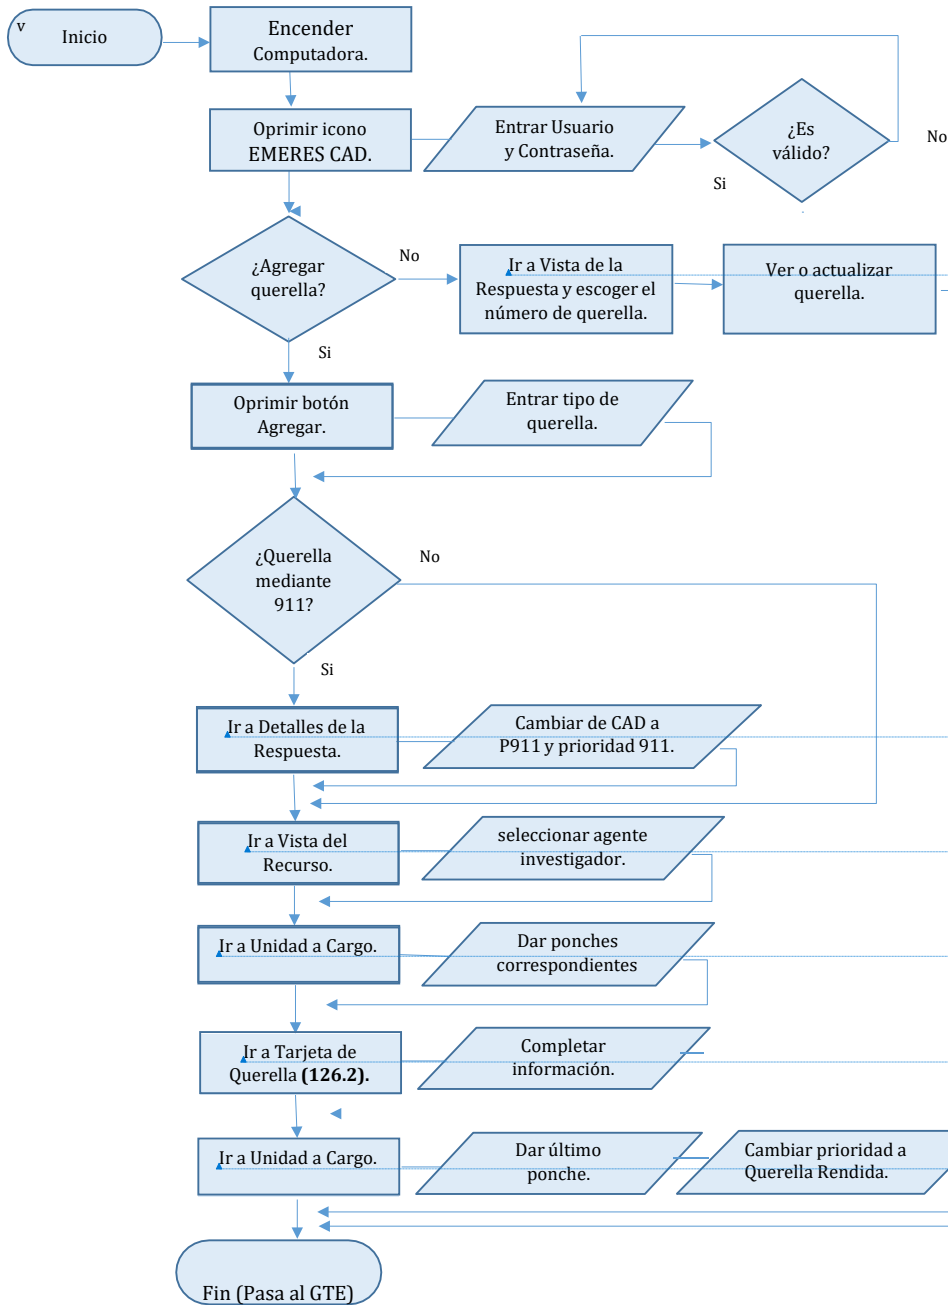 v
Inicio
Encender
Computadora.
Oprimir icono
EMERES CAD.
Entrar Usuario
y Contraseña.
¿Es
válido?
No
Si
¿Agregar
querella?
No
Ir a Vista de la
Respuesta y escoger el
número de querella.
Ver o actualizar
querella.
Si
Oprimir botón
Agregar.
Entrar tipo de
querella.
¿Querella
mediante
911?
No
Si
Ir a Detalles de la
Respuesta.
Cambiar de CAD a
P911 y prioridad 911.
Ir a Vista del
Recurso.
seleccionar agente
investigador.
Ir a Unidad a Cargo.
Dar ponches
correspondientes
Ir a Tarjeta de
Querella (126.2).
Completar
información.
Ir a Unidad a Cargo.
Dar último
ponche.
Cambiar prioridad a
Querella Rendida.
Fin (Pasa al GTE)